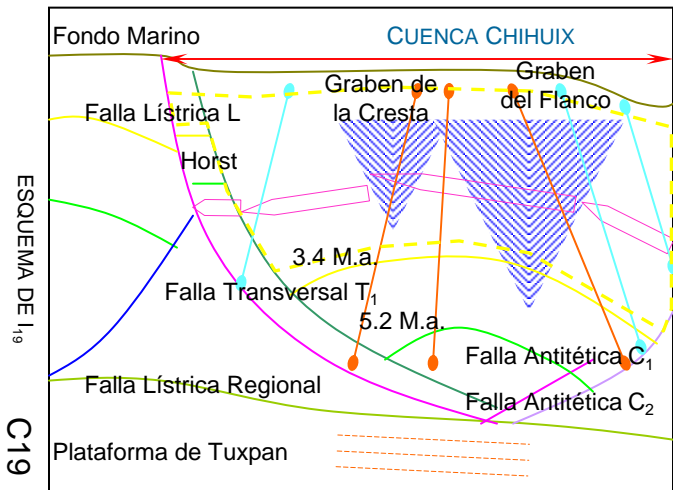 Fondo Marino
CUENCA CHIHUIX
Graben de
la Cresta
Graben
del Flanco
Falla Lístrica L
Horst
3.4 M.a.
Falla Transversal T1
5.2 M.a.
Falla Antitética C1
Falla Lístrica Regional
Falla Antitética C2
Plataforma de Tuxpan
ESQUEMA DE I19
C19